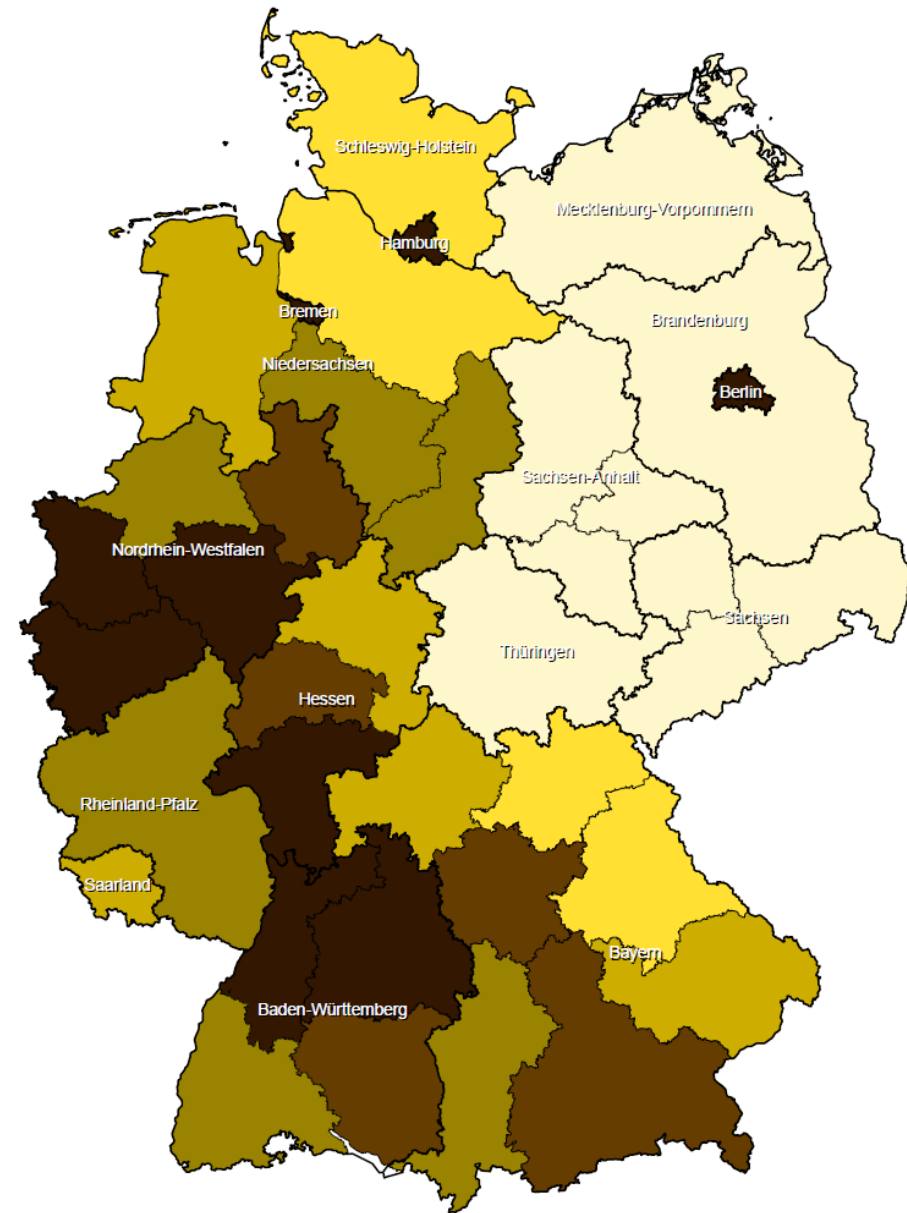 Schleswig-Holstein
Mecklenburg-Vorpommern
Hamburg
Bremen
Brandenburg
Niedersachsen
Berlin
Sachsen-Anhalt
Nordrhein-Westfalen
Sachsen
Thüringen
Hessen
Rheinland-Pfalz
Saarland
Bayern
Baden-Württemberg